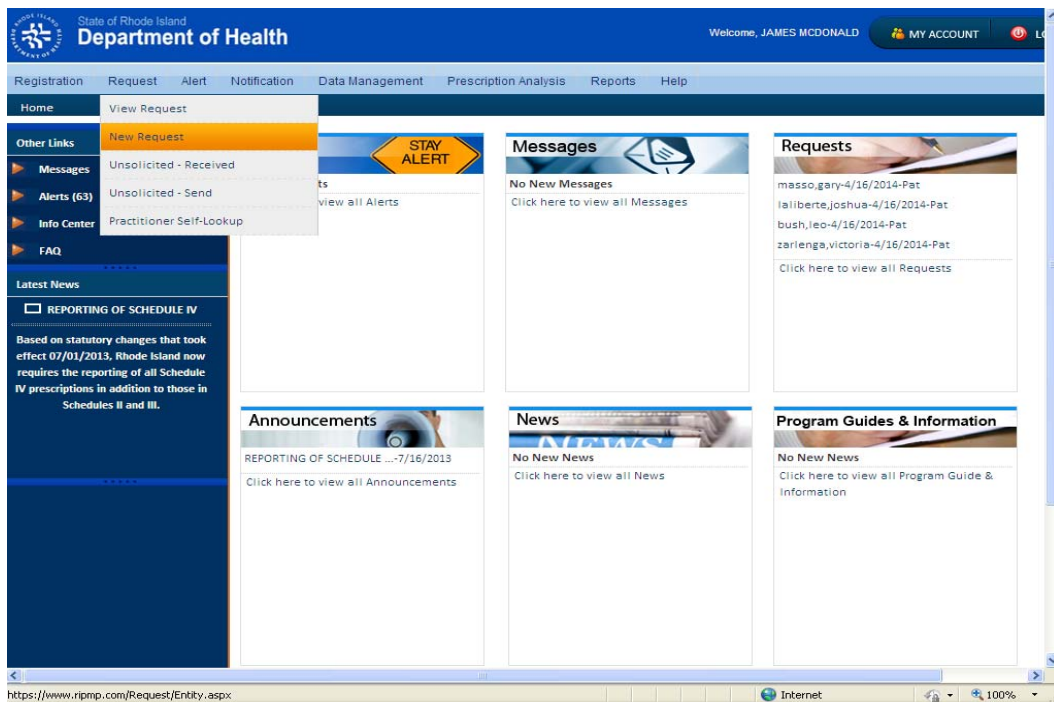 State of Rhode Island
Department of Health
Welcome, JAMES MCDONALD
MY ACCOUNT
Registration Request Alert Notification Data Management Prescription Analysis Reports Help
Home
View Request
New Request
Unsolicited - Received
Unsolicited - Send
Practitioner Self-Lookup
Other Links
Messages
Alerts (63)
Info Center
FAQ
Latest News
REPORTING OF SCHEDULE IV
Based on statutory changes that took
effect 07/01/2013, Rhode Island now
requires the reporting of all Schedule
IV prescriptions in addition to those in
Schedules II and III.
STAY
ALERT
view all Alerts
Messages
No New Messages
Click here to view all Messages
Requests
masso,gary-4/16/2014-Pat
laliberte,joshua-4/16/2014-Pat
bush,leo-4/16/2014-Pat
zarlenga,victoria-4/16/2014-Pat
Click here to view all Requests
Announcements
REPORTING OF SCHEDULE ...-7/16/2013
Click here to view all Announcements
News
NEWS
No New News
Click here to view all News
Program Guides & Information
No New News
Click here to view all Program Guide &
Information
https://www.ripmp.com/Request/Entity.aspx
Internet
100%